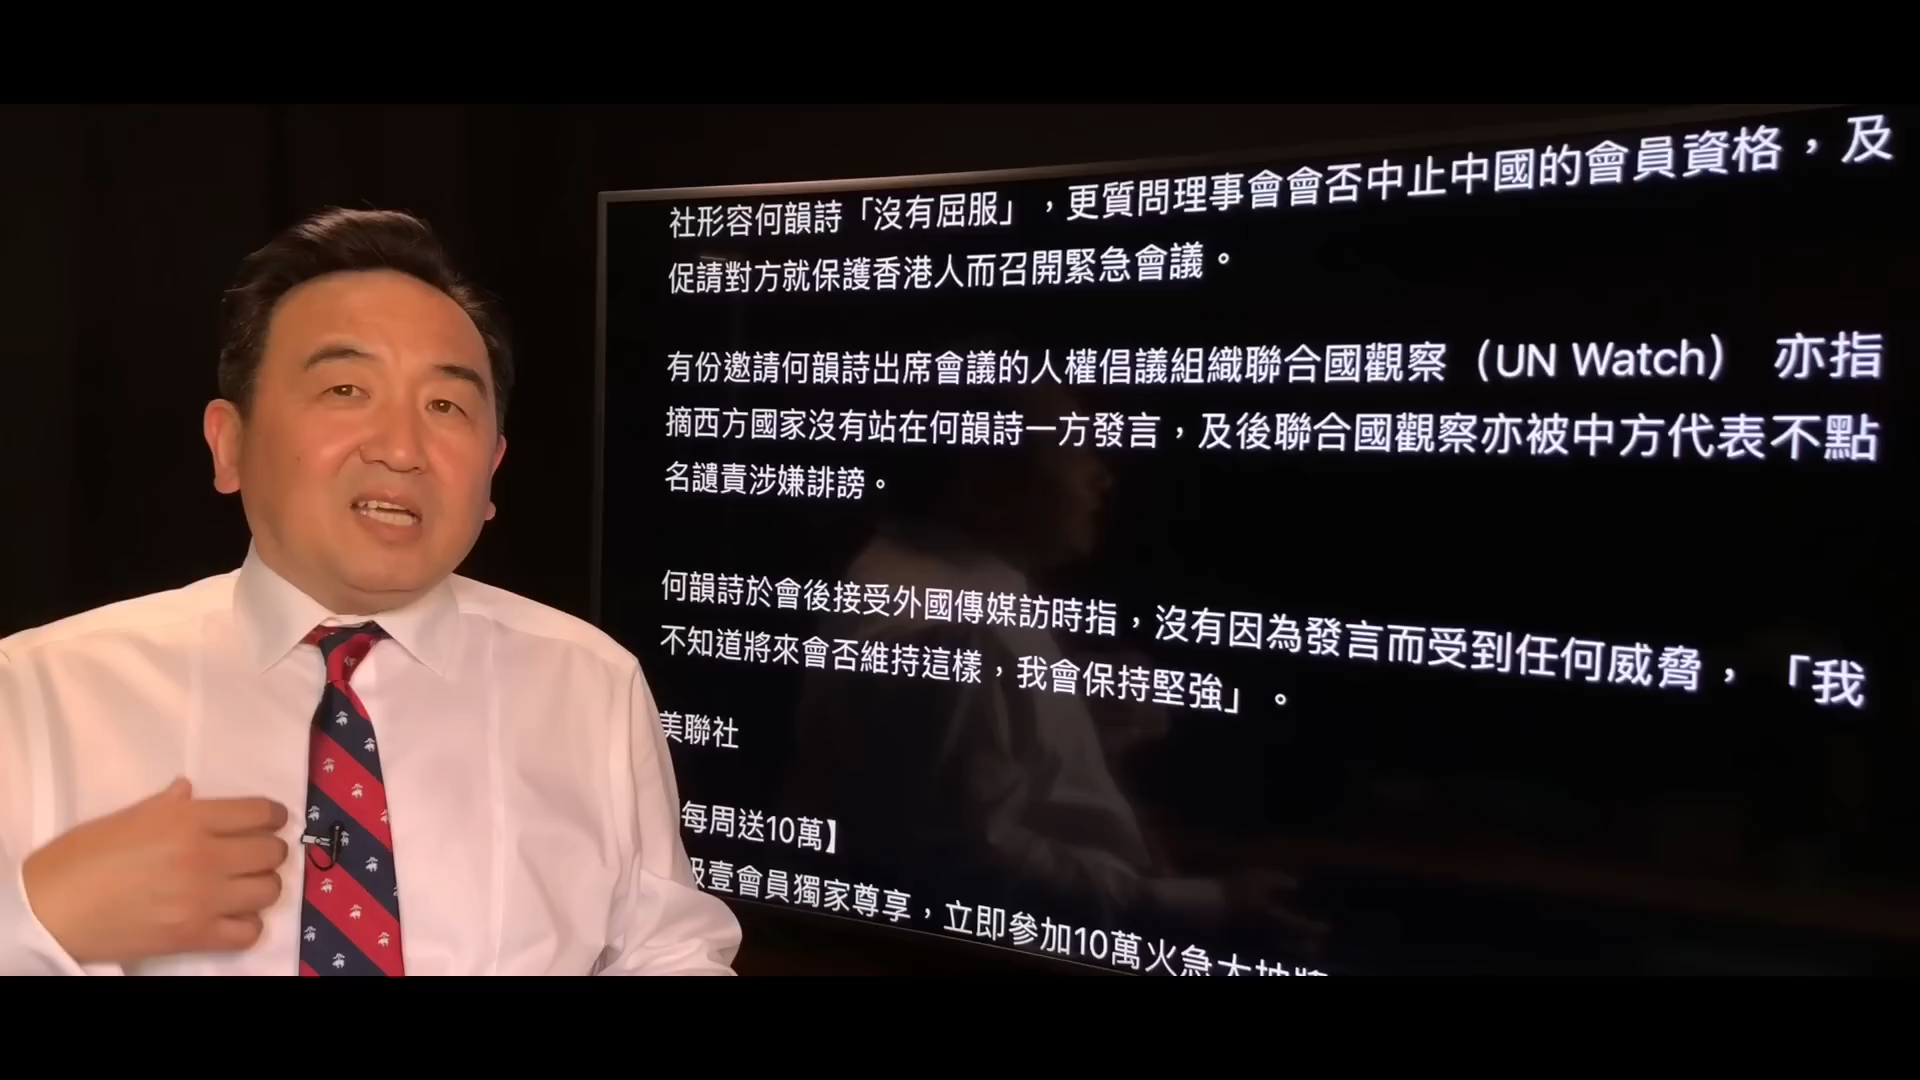 社形容何韻詩「沒有屈服」，更質問理事會會否中止中國的會員資格，及
促請對方就保護香港人而召開緊急會議。
有份邀請何韻詩出席會議的人權倡議組織聯合國觀察（UN Watch） 亦指
摘西方國家沒有站在何韻詩一方發言，及後聯合國觀察亦被中方代表不點
名譴責涉嫌誹謗。
何韻詩於會後接受外國傳媒訪時指，沒有因為發言而受到任何威脅，「我
不知道將來會否維持這樣，我會保持堅強」。
美聯社
每周送10萬】
壹會員獨家尊享，立即參加10萬火急大抽獎